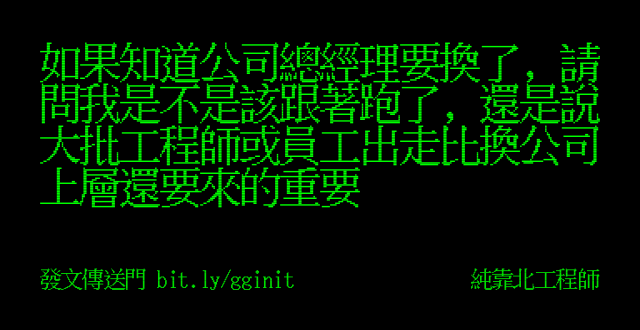 如果知道公司總經理要換了，請
問我是不是該跟著跑了，還是說
大批工程師或員工出走比換公司
上層還要來的重要
發文傳送門 bit.ly/gginit
純靠北工程師